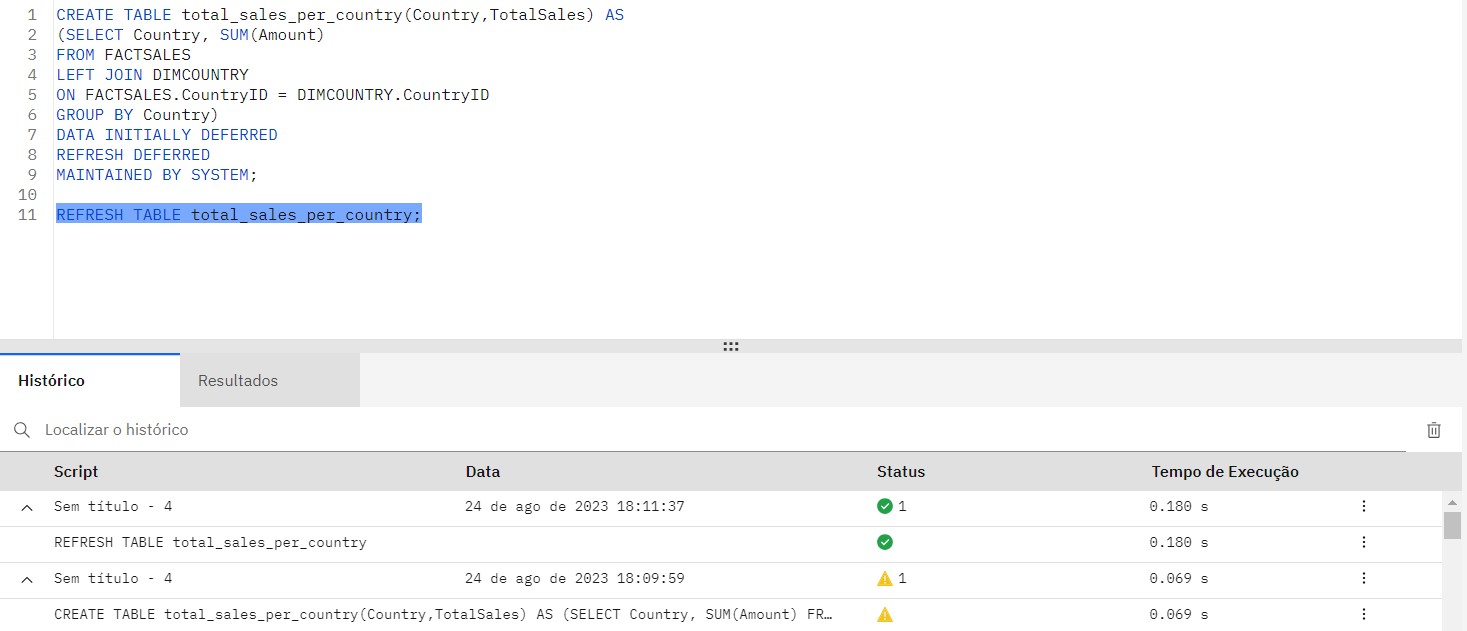 1 CREATE TABLE total_sales_per_country(Country,TotalSales) AS
2 (SELECT Country, SUM(Amount)
3 FROM FACTSALES
4 LEFT JOIN DIMCOUNTRY
5 ON FACTSALES.CountryID = DIMCOUNTRY.CountryID
6 GROUP BY Country)
7 DATA INITIALLY DEFERRED
8 REFRESH DEFERRED
9 MAINTAINED BY SYSTEM;
10
11 REFRESH TABLE total_sales_per_country;
Histórico Resultados
Localizar o histórico
Script Data Status Tempo de Execução
Sem título - 4 24 de ago de 2023 18:11:37 1 0.180 s
REFRESH TABLE total_sales_per_country 0.180 s
Sem título - 4 24 de ago de 2023 18:09:59 1 0.069 s
CREATE TABLE total_sales_per_country(Country,TotalSales) AS (SELECT Country, SUM(Amount) FR… 0.069 s